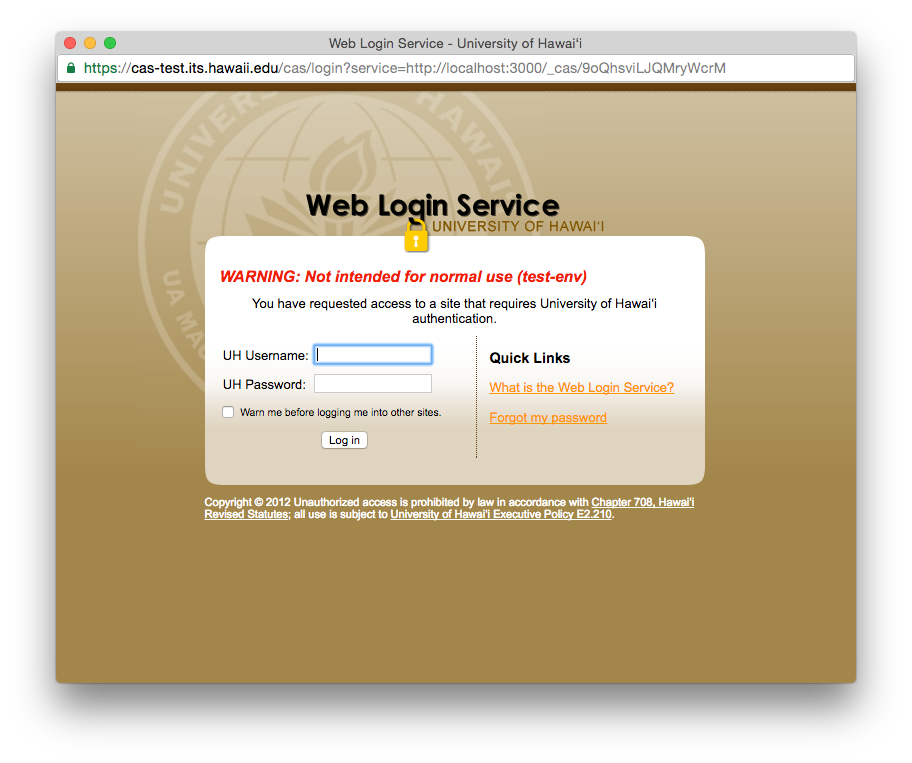 Web Login Service - University of Hawaiʻi
https://cas-test.its.hawaii.edu/cas/login?service=http://localhost:3000/_cas/9oQhsviLJQMryWcrM
UNIVERSITY HAWAII
UA
Web Login Service
UNIVERSITY OF HAWAIʻI
WARNING: Not intended for normal use (test-env)
You have requested access to a site that requires University of Hawaiʻi
authentication.
UH Username:
UH Password:
Warn me before logging me into other sites.
Log in
Quick Links
What is the Web Login Service?
Forgot my password
Copyright © 2012 Unauthorized access is prohibited by law in accordance with Chapter 708, Hawaiʻi
Revised Statutes; all use is subject to University of Hawaiʻi Executive Policy E2.210.